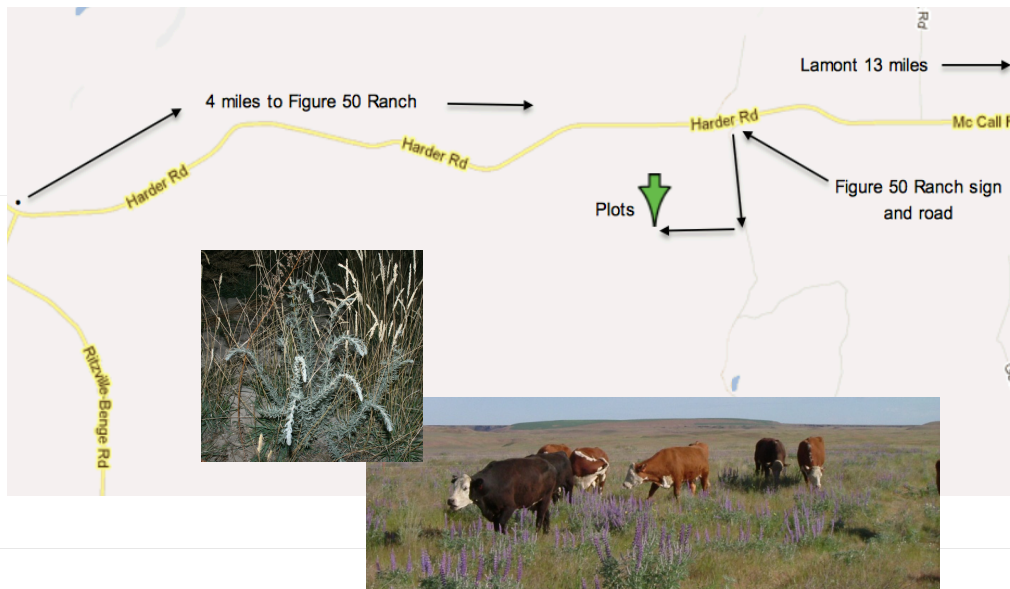 Rd
Lamont 13 miles
4 miles to Figure 50 Ranch
Harder Rd
Mc Call
Harder Rd
Harder Rd
Figure 50 Ranch sign
and road
Plots
Ritzville-Benge Rd